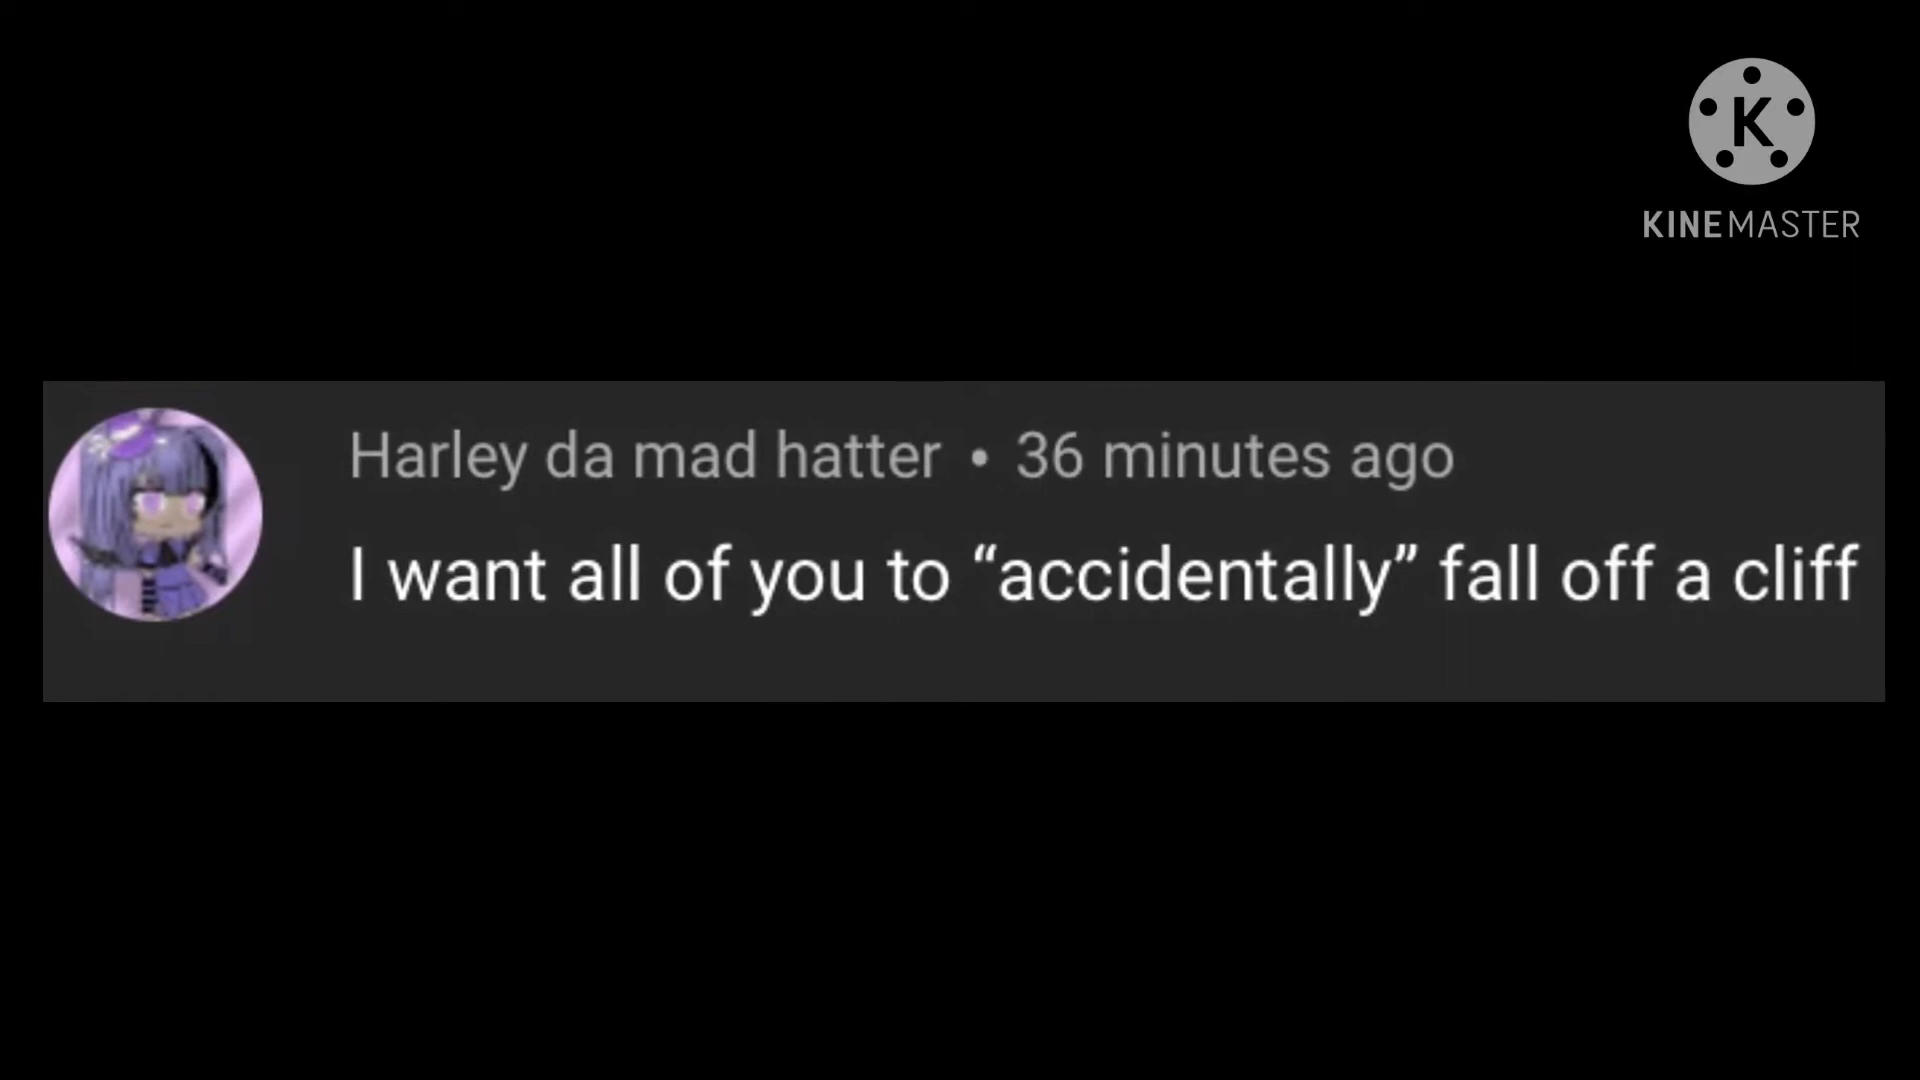 K
KINEMASTER
Harley da mad hatter • 36 minutes ago
I want all of you to “accidentally” fall off a cliff